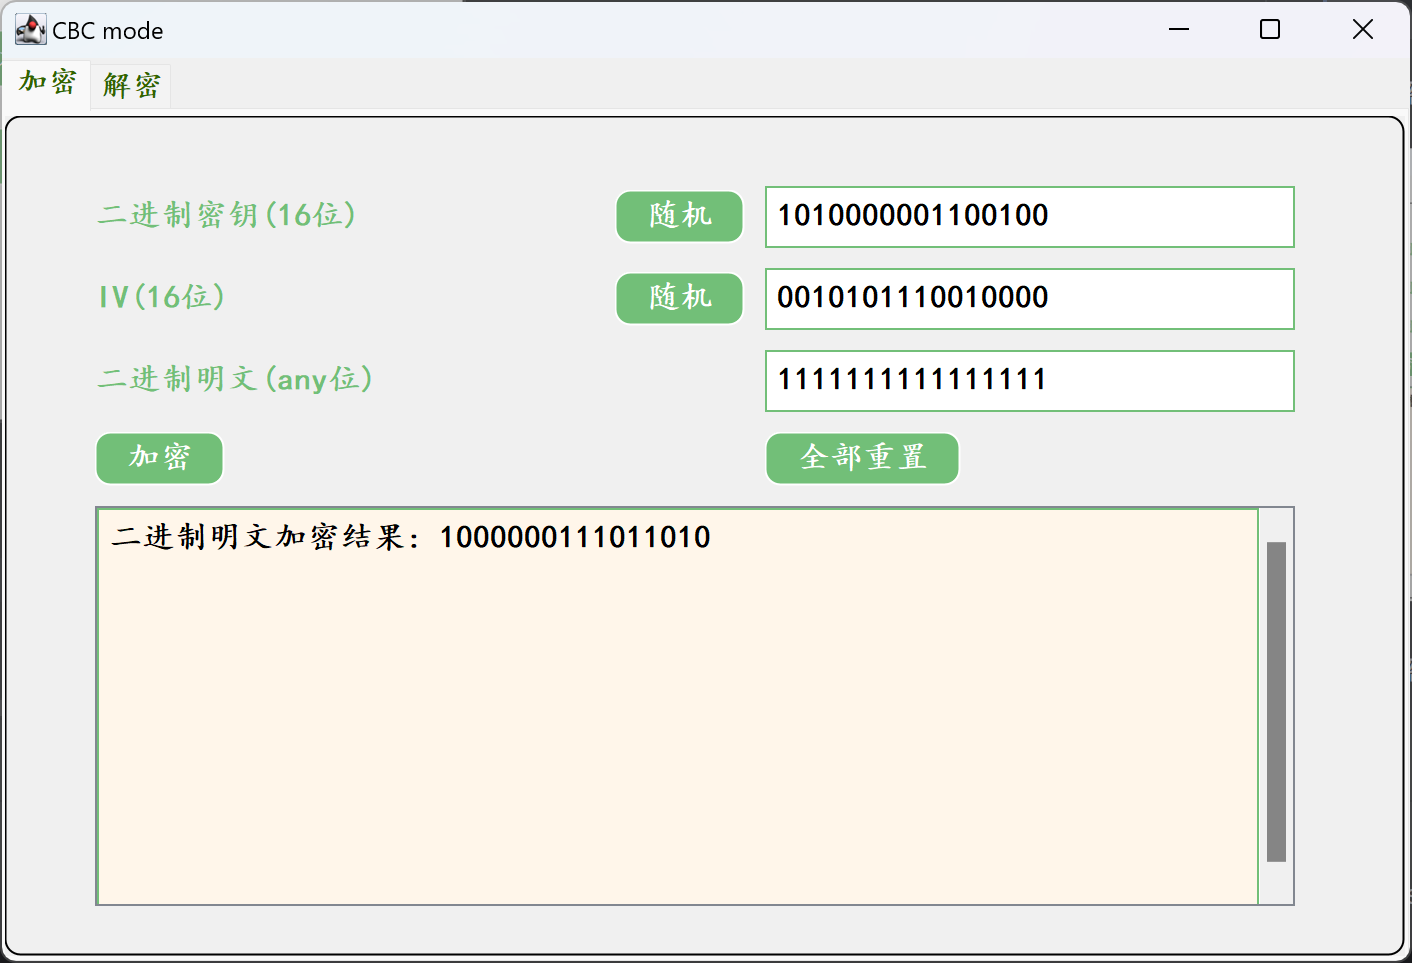 CBC mode
加密 解密
二进制密钥(16位) 随机 1010000001100100
IV(16位) 随机 0010101110010000
二进制明文(any位) 1111111111111111
加密 全部重置
二进制明文加密结果: 1000000111011010